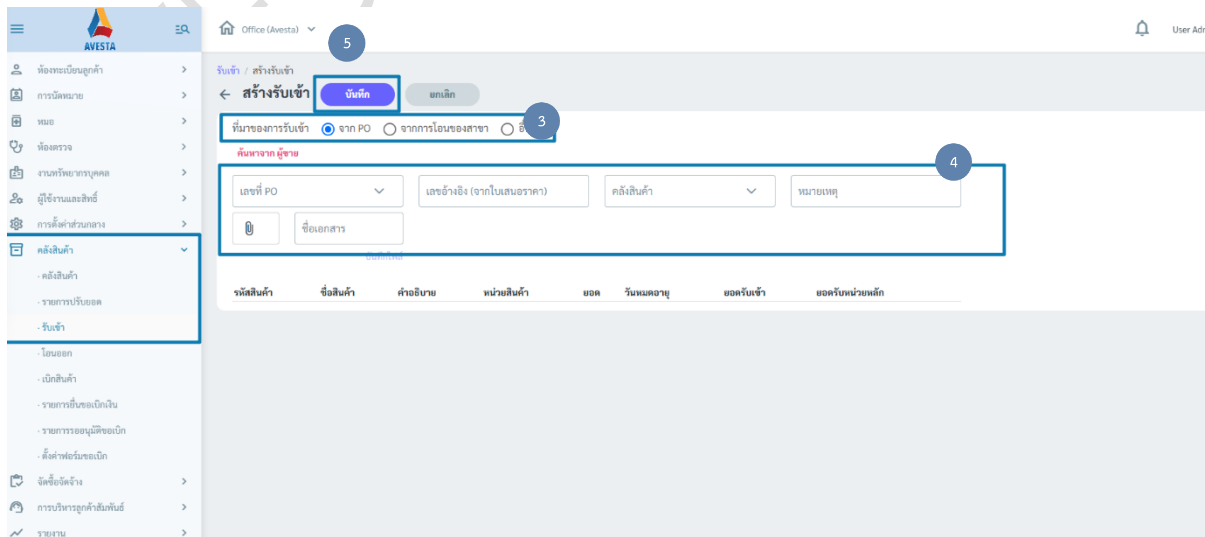 AVESTA
Office (Avesta)
User Adr
5
ห้องทะเบียนลูกค้า
การนัดหมาย
หมอ
ห้องตรวจ
งานทรัพยากรบุคคล
ผู้ใช้งานและสิทธิ์
การตั้งค่าส่วนกลาง
คลังสินค้า
- คลังสินค้า
- รายการปรับยอด
- รับเข้า
- โอนออก
- เบิกสินค้า
- รายการยื่นขอเบิกเงิน
- รายการรออนุมัติขอเบิก
- ตั้งค่าฟอร์มขอเบิก
จัดซื้อจัดจ้าง
การบริหารลูกค้าสัมพันธ์
รายงาน
รับเข้า / สร้างรับเข้า
สร้างรับเข้า บันทึก ยกเลิก
ที่มาของการรับเข้า จาก PO จากการโอนของสาขา 3
ค้นหาจาก ผู้ขาย
4
เลขที่ PO เลขอ้างอิง (จากใบเสนอราคา) คลังสินค้า หมายเหตุ
ชื่อเอกสาร
บันทึกไฟล์
รหัสสินค้า ชื่อสินค้า คำอธิบาย หน่วยสินค้า ยอด วันหมดอายุ ยอดรับเข้า ยอดรับหน่วยหลัก